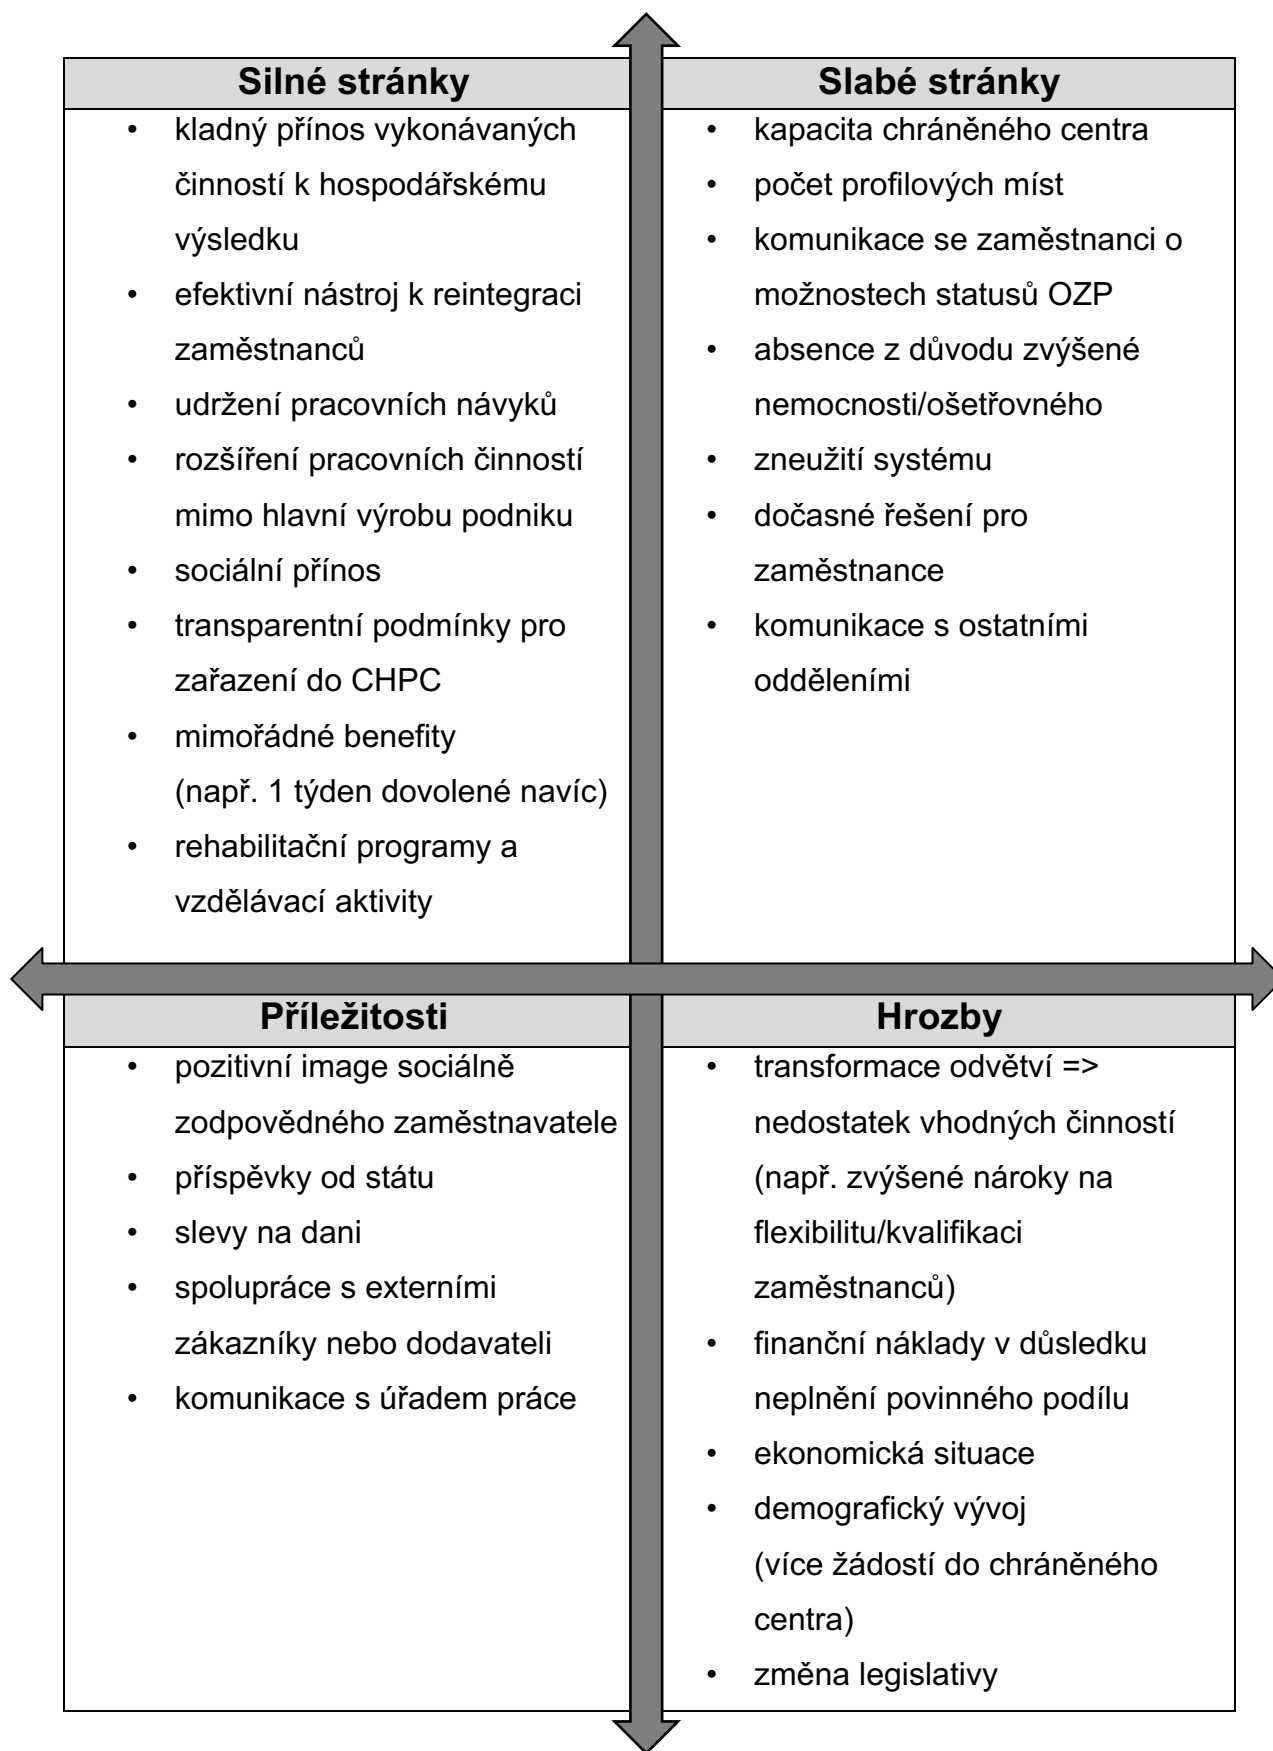 Silné stránky
• kladný přínos vykonávaných
činností k hospodářskému
výsledku
• efektivní nástroj k reintegraci
zaměstnanců
• udržení pracovních návyků
• rozšíření pracovních činností
mimo hlavní výrobu podniku
• sociální přínos
• transparentní podmínky pro
zařazení do CHPC
• mimořádné benefity
(např. 1 týden dovolené navíc)
• rehabilitační programy a
vzdělávací aktivity
Slabé stránky
• kapacita chráněného centra
• počet profilových míst
• komunikace se zaměstnanci o
možnostech statusů OZP
• absence z důvodu zvýšené
nemocnosti/ošetřovného
• zneužití systému
• dočasné řešení pro
zaměstnance
• komunikace s ostatními
odděleními
Příležitosti
• pozitivní image sociálně
zodpovědného zaměstnavatele
• příspěvky od státu
• slevy na dani
• spolupráce s externími
zákazníky nebo dodavateli
• komunikace s úřadem práce
Hrozby
• transformace odvětví =>
nedostatek vhodných činností
(např. zvýšené nároky na
flexibilitu/kvalifikaci
zaměstnanců)
• finanční náklady v důsledku
neplnění povinného podílu
• ekonomická situace
• demografický vývoj
(více žádostí do chráněného
centra)
• změna legislativy